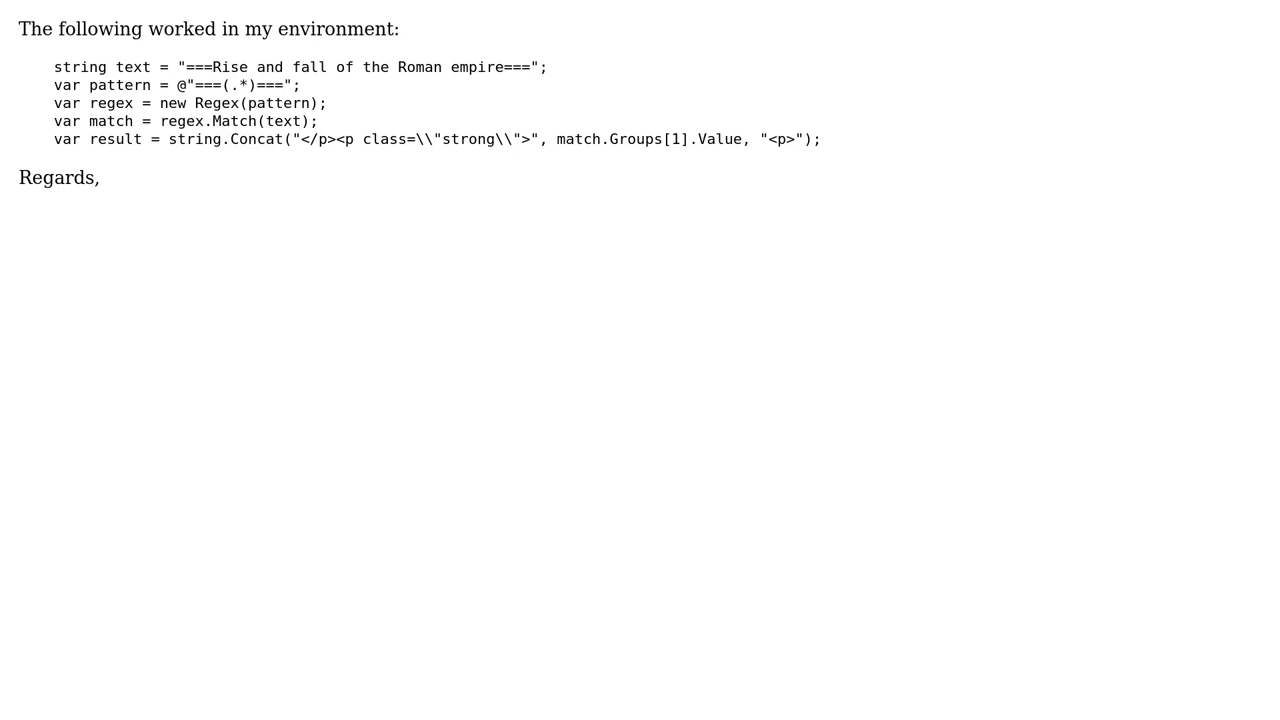 The following worked in my environment:
string text = "===Rise and fall of the Roman empire===";
var pattern = @"===(.*)===";
var regex = new Regex(pattern);
var match = regex.Match(text);
var result = string.Concat("</p><p class=\\"strong\\">", match.Groups[1].Value, "<p>");
Regards,